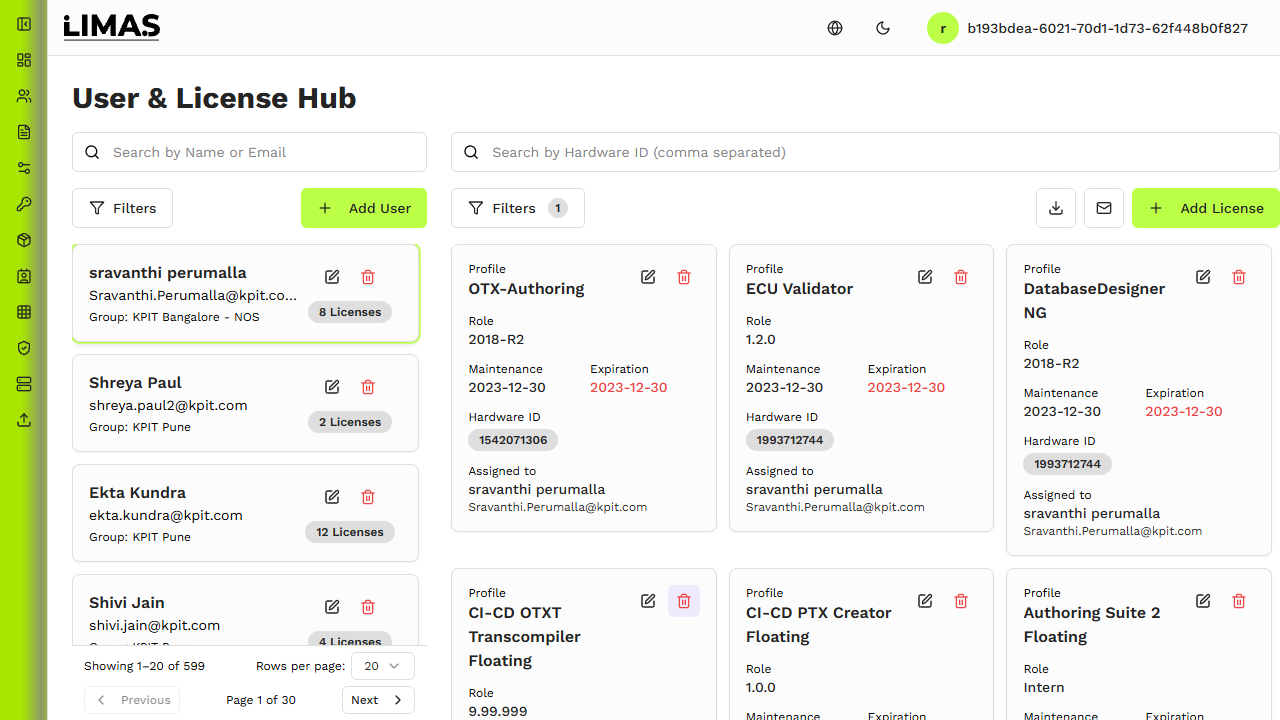 LIMAS
r
b193bdea-6021-70d1-1d73-62f448b0f827
User & License Hub
Search by Name or Email
Search by Hardware ID (comma separated)
Filters
Add User
Filters 1
Add License
sravanthi perumalla
Sravanthi.Perumalla@kpit.co...
Group: KPIT Bangalore - NOS
8 Licenses
Shreya Paul
shreya.paul2@kpit.com
Group: KPIT Pune
2 Licenses
Ekta Kundra
ekta.kundra@kpit.com
Group: KPIT Pune
12 Licenses
Shivi Jain
shivi.jain@kpit.com
4 Licenses
Showing 1–20 of 599
Rows per page: 20
Previous
Page 1 of 30
Next
Profile
OTX-Authoring
Role
2018-R2
Maintenance Expiration
2023-12-30 2023-12-30
Hardware ID
1542071306
Assigned to
sravanthi perumalla
Sravanthi.Perumalla@kpit.com
Profile
ECU Validator
Role
1.2.0
Maintenance Expiration
2023-12-30 2023-12-30
Hardware ID
1993712744
Assigned to
sravanthi perumalla
Sravanthi.Perumalla@kpit.com
Profile
DatabaseDesigner
NG
Role
2018-R2
Maintenance Expiration
2023-12-30 2023-12-30
Hardware ID
1993712744
Assigned to
sravanthi perumalla
Sravanthi.Perumalla@kpit.com
Profile
CI-CD OTXT
Transcompiler
Floating
Role
9.99.999
Profile
CI-CD PTX Creator
Floating
Role
1.0.0
Maintenance Expiration
Profile
Authoring Suite 2
Floating
Role
Intern
Maintenance Expiration